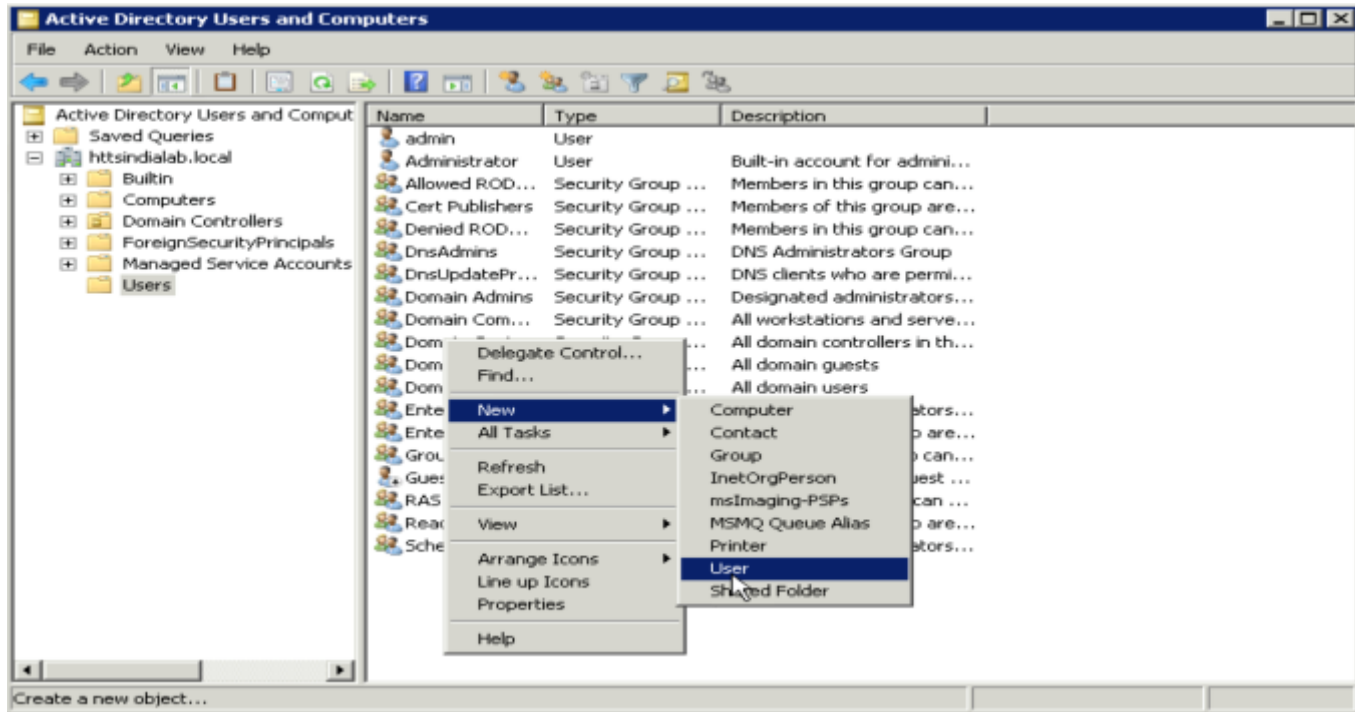 Active Directory Users and Computers
File Action View Help
Active Directory Users and Comput
Saved Queries
httsindialab.local
Builtin
Computers
Domain Controllers
ForeignSecurityPrincipals
Managed Service Accounts
Users
Name Type Description
admin User
Administrator User Built-in account for admini...
Allowed ROD... Security Group ... Members in this group can...
Cert Publishers Security Group ... Members of this group are...
Denied ROD... Security Group ... Members in this group can...
DnsAdmins Security Group ... DNS Administrators Group
DnsUpdatePr... Security Group ... DNS clients who are permi...
Domain Admins Security Group ... Designated administrators...
Domain Com... Security Group ... All workstations and serve...
Dom ... All domain controllers in th...
Dom ... All domain guests
Dom ... All domain users
Ente ators...
Ente o are...
Grou can...
Gues uest ...
RAS can ...
Read o are...
Sche ators...
Delegate Control...
Find...
New
All Tasks
Refresh
Export List...
View
Arrange Icons
Line up Icons
Properties
Help
Computer
Contact
Group
InetOrgPerson
msImaging-PSPs
MSMQ Queue Alias
Printer
User
Shared Folder
Create a new object...